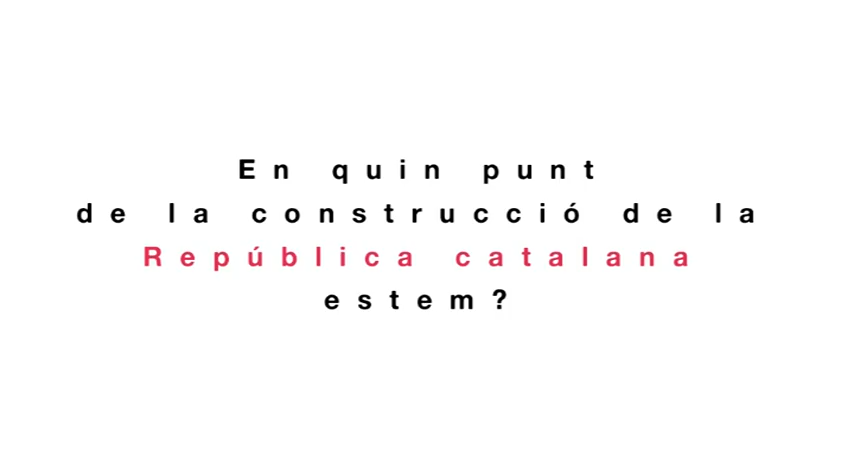 En quin punt
de la construcció de la
República catalana
estem?